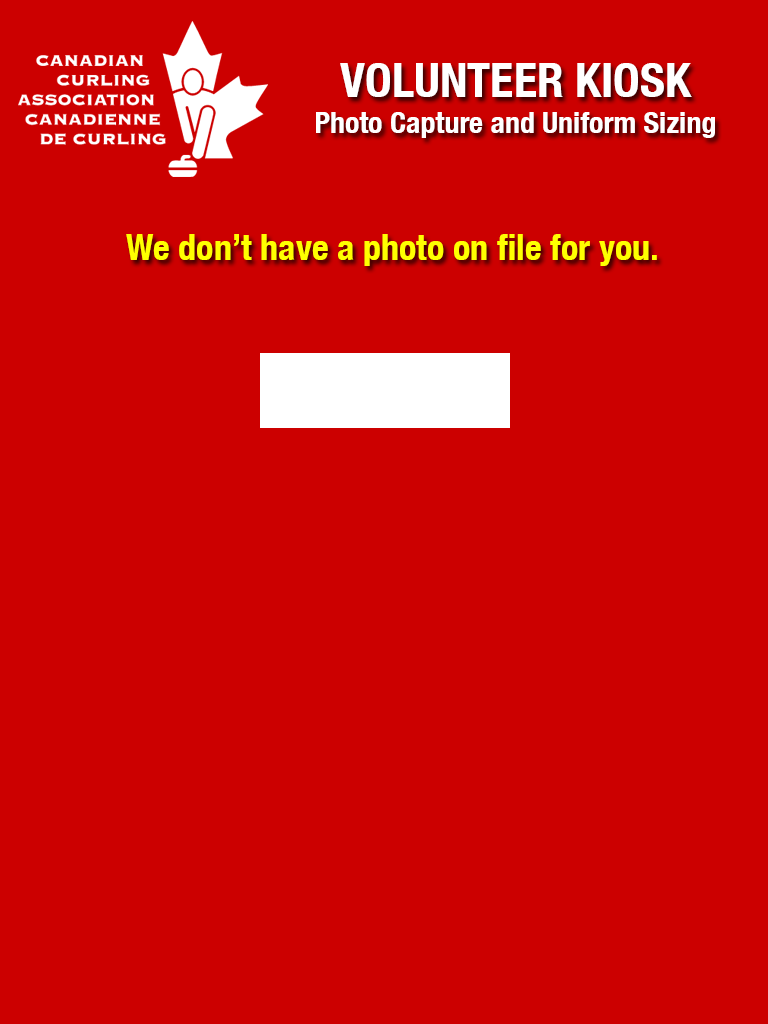 CANADIAN
CURLING
ASSOCIATION
CANADIENNE
DE CURLING
VOLUNTEER KIOSK
Photo Capture and Uniform Sizing
We don’t have a photo on file for you.